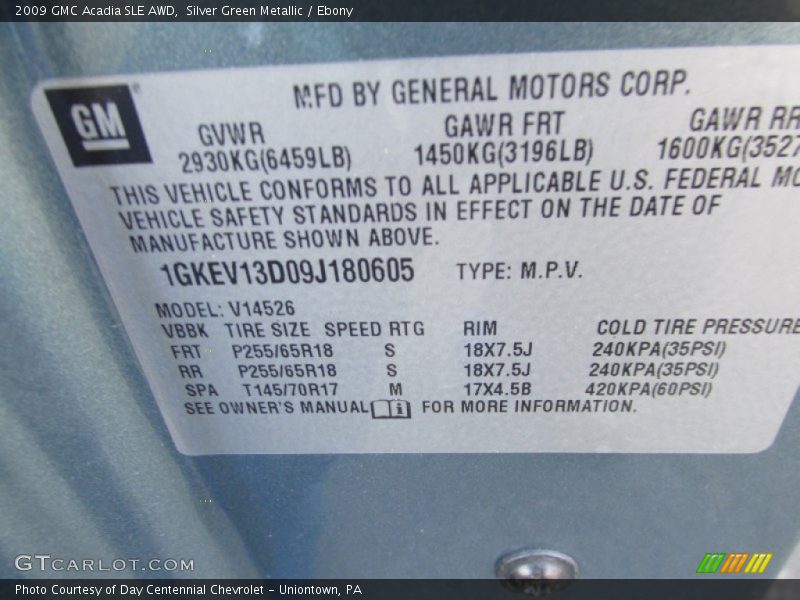 2009 GMC Acadia SLE AWD,  Silver Green Metallic / Ebony
GM
MFD BY GENERAL MOTORS CORP.
GVWR GAWR FRT GAWR RR
2930KG(6459LB) 1450KG(3196LB) 1600KG(3527
THIS VEHICLE CONFORMS TO ALL APPLICABLE U.S. FEDERAL MO
VEHICLE SAFETY STANDARDS IN EFFECT ON THE DATE OF
MANUFACTURE SHOWN ABOVE.
1GKEV13D09J180605 TYPE: M.P.V.
MODEL: V14526
VBBK TIRE SIZE SPEED RTG RIM COLD TIRE PRESSURE
FRT P255/65R18 S 18X7.5J 240KPA(35PSI)
RR P255/65R18 S 18X7.5J 240KPA(35PSI)
SPA T145/70R17 M 17X4.5B 420KPA(60PSI)
SEE OWNER'S MANUAL i FOR MORE INFORMATION.
GTCARLOT.COM
Photo Courtesy of Day Centennial Chevrolet - Uniontown, PA